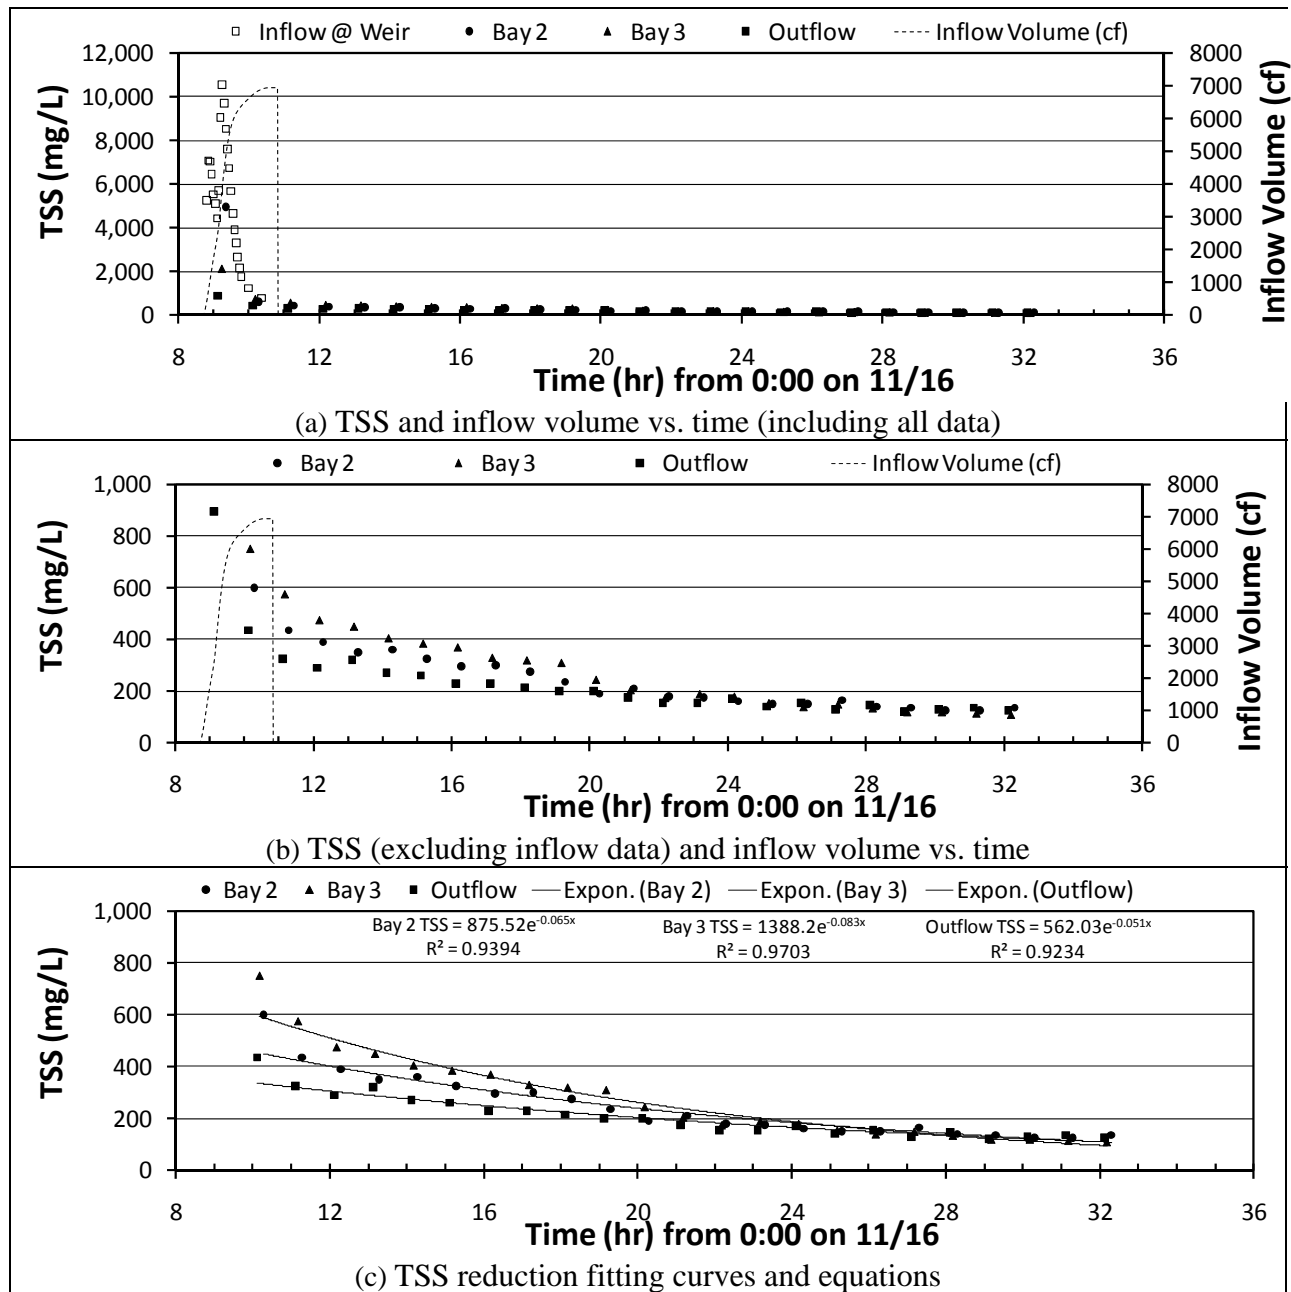 Inflow @ Weir Bay 2 Bay 3 Outflow Inflow Volume (cf)
12,000
10,000
8,000
6,000
4,000
2,000
0
TSS (mg/L)
8000
7000
6000
5000
4000
3000
2000
1000
0
Inflow Volume (cf)
8 12 16 20 24 28 32 36
Time (hr) from 0:00 on 11/16
(a) TSS and inflow volume vs. time (including all data)
Bay 2 Bay 3 Outflow Inflow Volume (cf)
1,000
800
600
400
200
0
TSS (mg/L)
8000
7000
6000
5000
4000
3000
2000
1000
0
Inflow Volume (cf)
8 12 16 20 24 28 32 36
Time (hr) from 0:00 on 11/16
(b) TSS (excluding inflow data) and inflow volume vs. time
Bay 2 Bay 3 Outflow Expon. (Bay 2) Expon. (Bay 3) Expon. (Outflow)
Bay 2 TSS = 875.52e^-0.065x Bay 3 TSS = 1388.2e^-0.083x Outflow TSS = 562.03e^-0.051x
R² = 0.9394 R² = 0.9703 R² = 0.9234
1,000
800
600
400
200
0
TSS (mg/L)
8 12 16 20 24 28 32 36
Time (hr) from 0:00 on 11/16
(c) TSS reduction fitting curves and equations